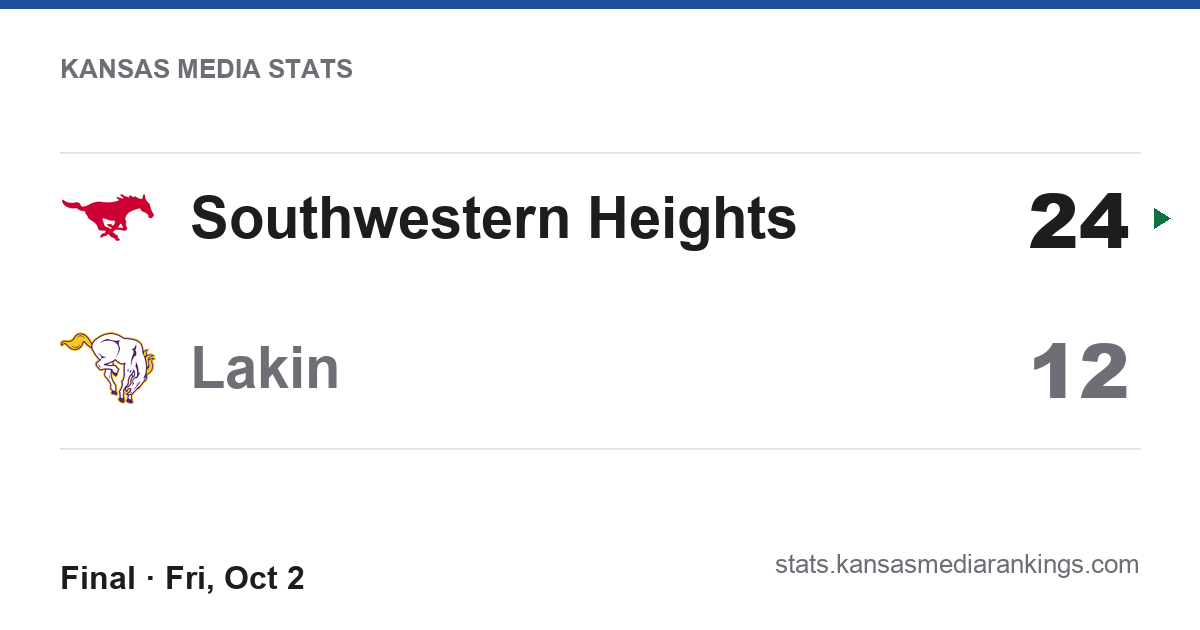 KANSAS MEDIA STATS
Southwestern Heights 24
Lakin 12
Final · Fri, Oct 2
stats.kansasmediarankings.com